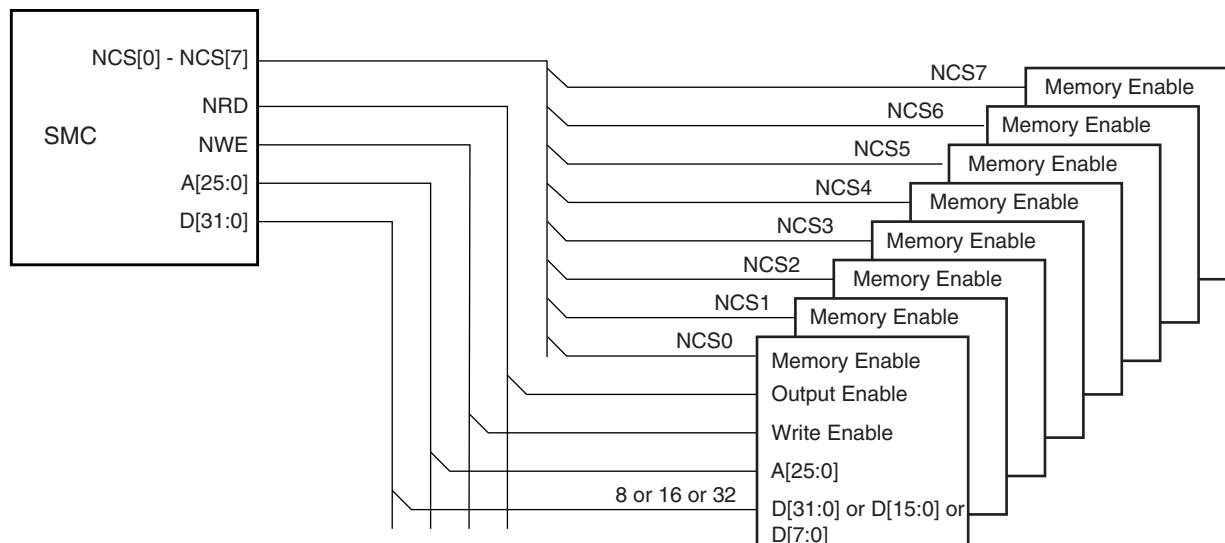 NCS[0] - NCS[7]
NRD
SMC
NWE
A[25:0]
D[31:0]
NCS7
Memory Enable
NCS6
Memory Enable
NCS5
Memory Enable
NCS4
Memory Enable
NCS3
Memory Enable
NCS2
Memory Enable
NCS1
Memory Enable
NCS0
Memory Enable
Output Enable
Write Enable
A[25:0]
8 or 16 or 32
D[31:0] or D[15:0] or
D[7:0]